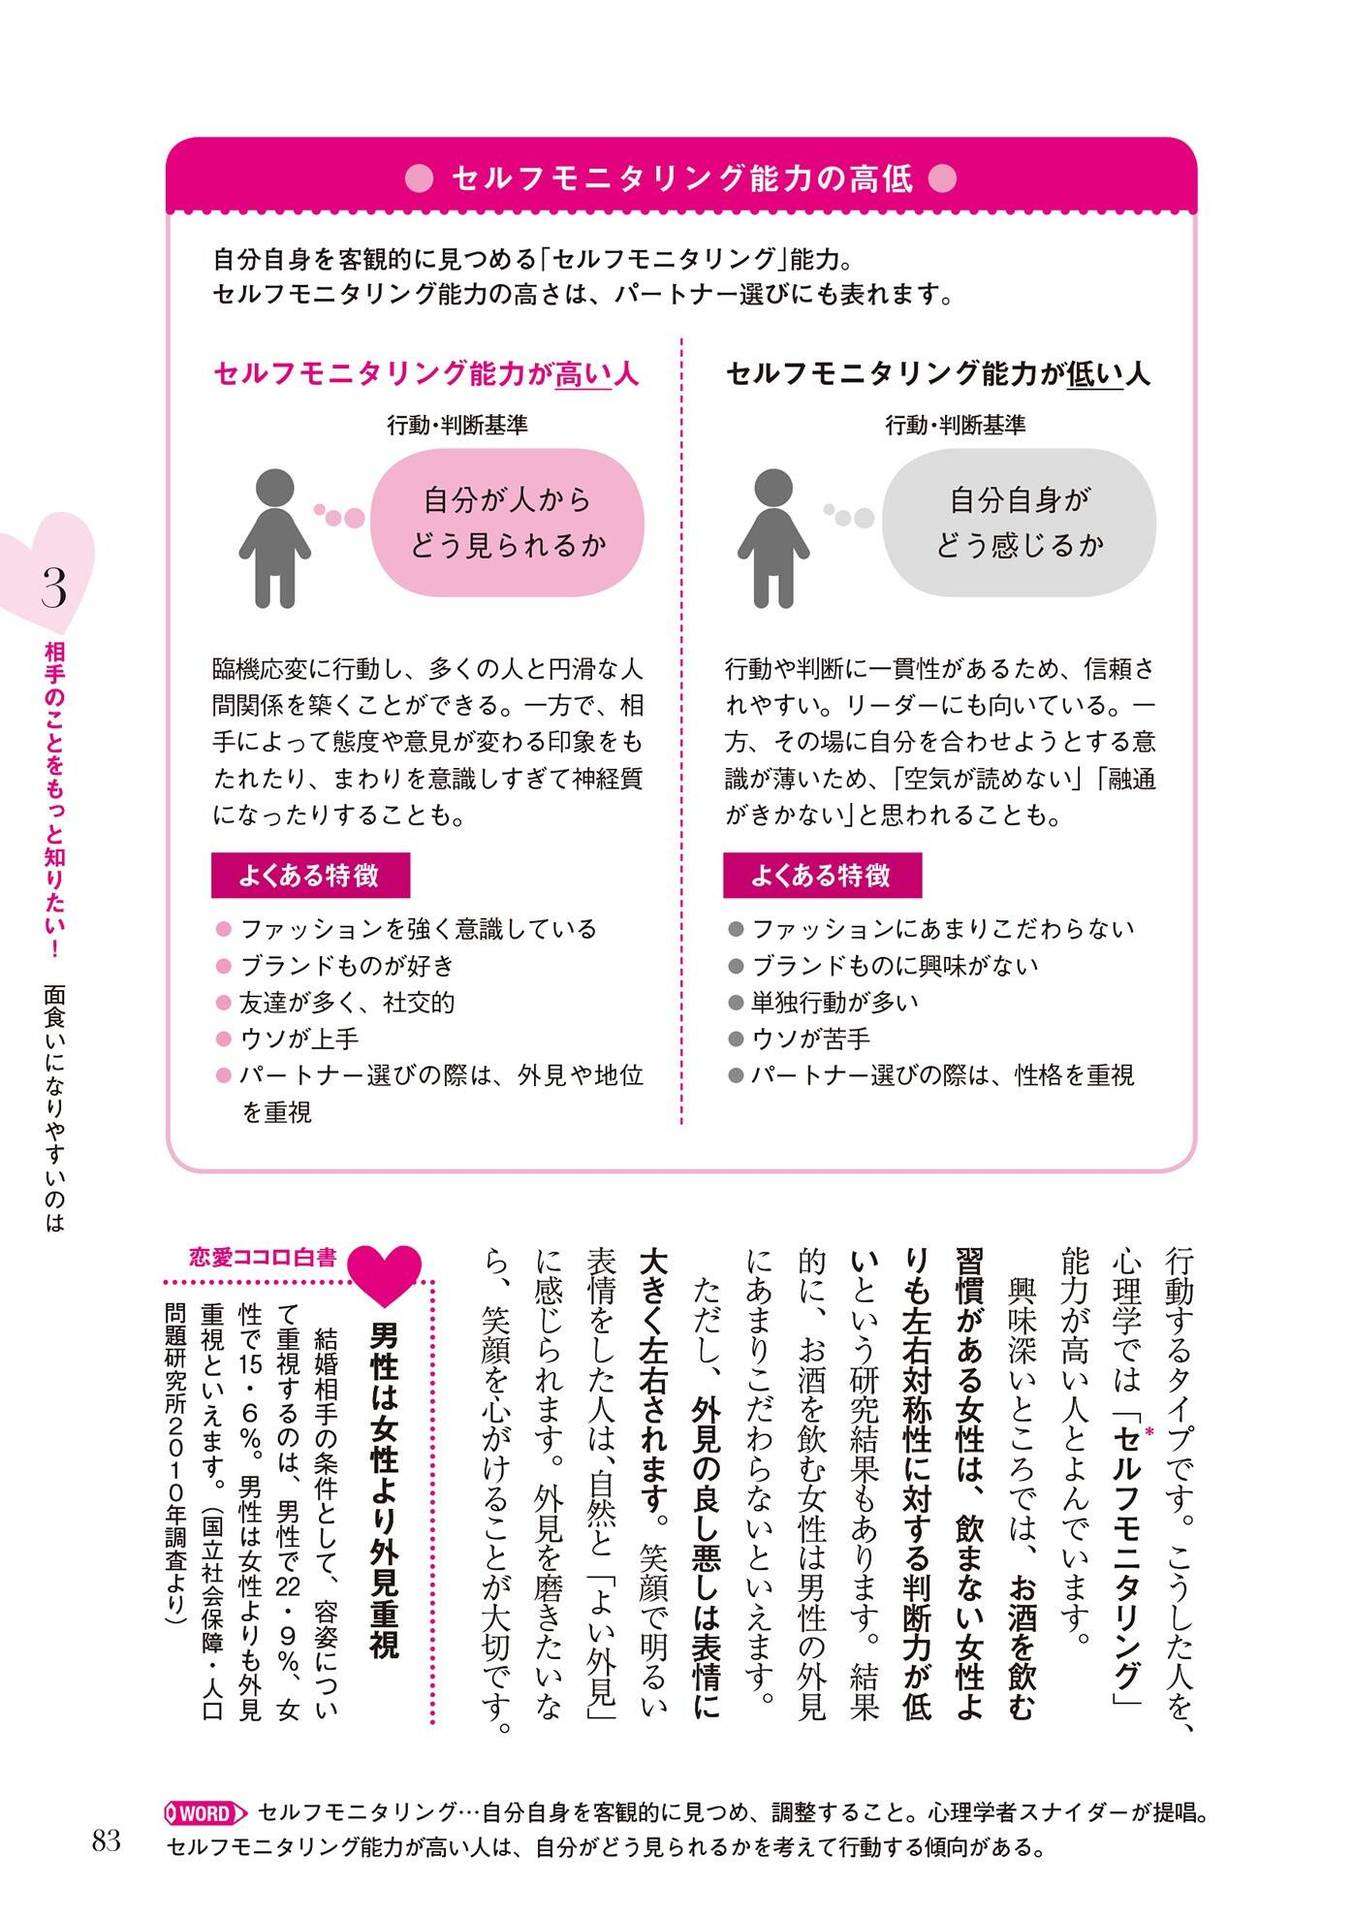 セルフモニタリング能力の高低
自分自身を客観的に見つめる「セルフモニタリング」能力。
セルフモニタリング能力の高さは、パートナー選びにも表れます。
セルフモニタリング能力が高い人
行動・判断基準
自分が人から
どう見られるか
臨機応変に行動し、多くの人と円滑な人
間関係を築くことができる。一方で、相
手によって態度や意見が変わる印象をも
たれたり、まわりを意識しすぎて神経質
になったりすることも。
よくある特徴
● ファッションを強く意識している
● ブランドものが好き
● 友達が多く、社交的
● ウソが上手
● パートナー選びの際は、外見や地位
を重視
セルフモニタリング能力が低い人
行動・判断基準
自分自身が
どう感じるか
行動や判断に一貫性があるため、信頼さ
れやすい。リーダーにも向いている。一
方、その場に自分を合わせようとする意
識が薄いため、「空気が読めない」「融通
がきかない」と思われることも。
よくある特徴
● ファッションにあまりこだわらない
● ブランドものに興味がない
● 単独行動が多い
● ウソが苦手
● パートナー選びの際は、性格を重視
3
相手のことをもっと知りたい！ 面食いになりやすいのは
行動するタイプです。こうした人を、
心理学では「セルフモニタリング*」
能力が高い人とよんでいます。
興味深いところでは、お酒を飲む
習慣がある女性は、飲まない女性よ
りも左右対称性に対する判断力が低
いという研究結果もあります。結果
的に、お酒を飲む女性は男性の外見
にあまりこだわらないといえます。
ただし、外見の良し悪しは表情に
大きく左右されます。笑顔で明るい
表情をした人は、自然と「よい外見」
に感じられます。外見を磨きたいな
ら、笑顔を心がけることが大切です。
恋愛ココロ白書
男性は女性より外見重視
結婚相手の条件として、容姿につい
て重視するのは、男性で22・9％、女
性で15・6％。男性は女性よりも外見
重視といえます。（国立社会保障・人口
問題研究所2010年調査より）
WORD セルフモニタリング…自分自身を客観的に見つめ、調整すること。心理学者スナイダーが提唱。
セルフモニタリング能力が高い人は、自分がどう見られるかを考えて行動する傾向がある。
83